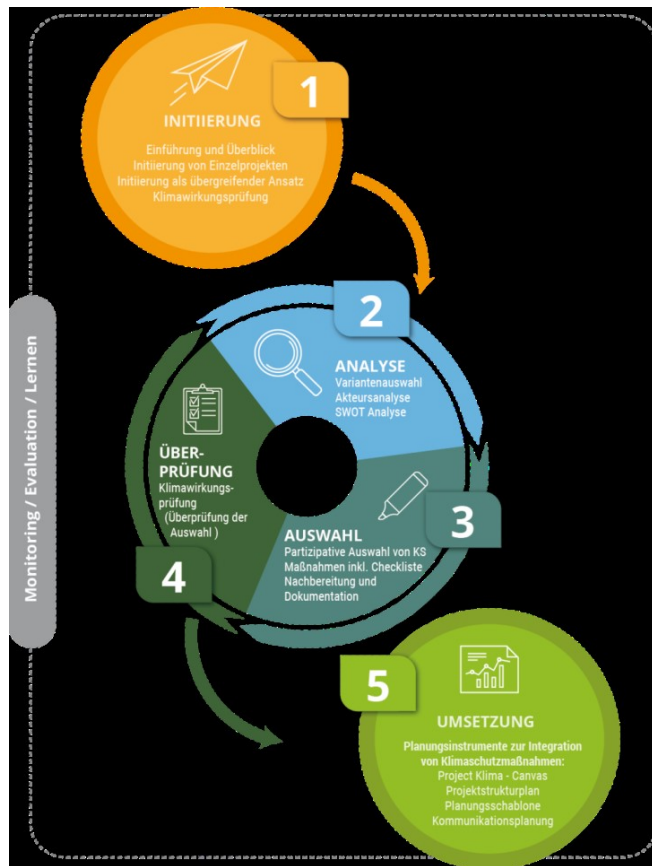 1
INITIIERUNG
Einführung und Überblick
Initiierung von Einzelprojekten
Initiierung als übergreifender Ansatz
Klimawirkungsprüfung
2
ANALYSE
Variantenauswahl
Akteursanalyse
SWOT Analyse
3
AUSWAHL
Partizipative Auswahl von KS
Maßnahmen inkl. Checkliste
Nachbereitung und
Dokumentation
4
ÜBER-
PRÜFUNG
Klimawirkungs-
prüfung
(Überprüfung der
Auswahl )
5
UMSETZUNG
Planungsinstrumente zur Integration
von Klimaschutzmaßnahmen:
Project Klima - Canvas
Projektstrukturplan
Planungsschablone
Kommunikationsplanung
Monitoring / Evaluation / Lernen